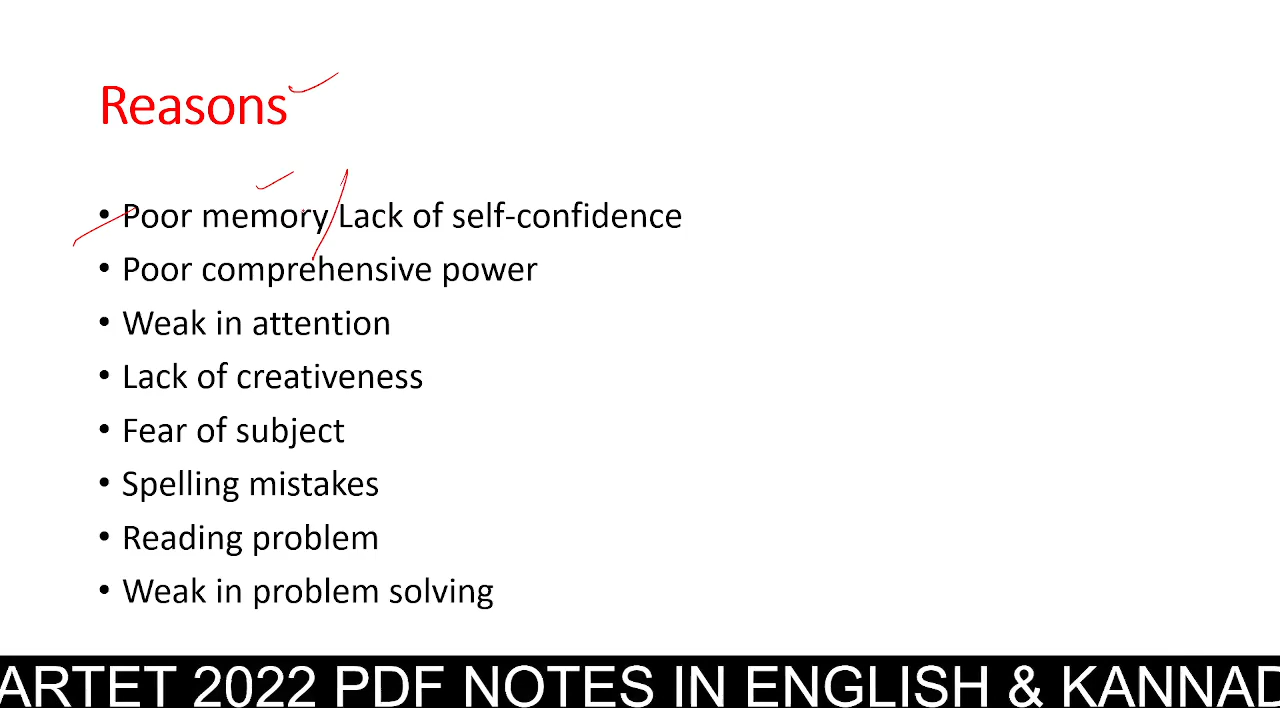 Reasons
• Poor memory Lack of self-confidence
• Poor comprehensive power
• Weak in attention
• Lack of creativeness
• Fear of subject
• Spelling mistakes
• Reading problem
• Weak in problem solving
ARTET 2022 PDF NOTES IN ENGLISH & KANNAD